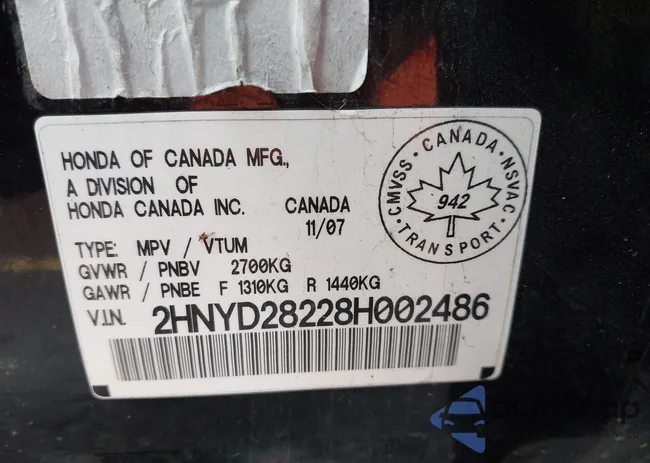 HONDA OF CANADA MFG.,
A DIVISION OF
HONDA CANADA INC. CANADA
11/07
TYPE: MPV / VTUM
GVWR / PNBV 2700KG
GAWR / PNBE F 1310KG R 1440KG
V.I.N. 2HNYD28228H002486
CMVSS • CANADA • NSVAC
942
TRANSPORT